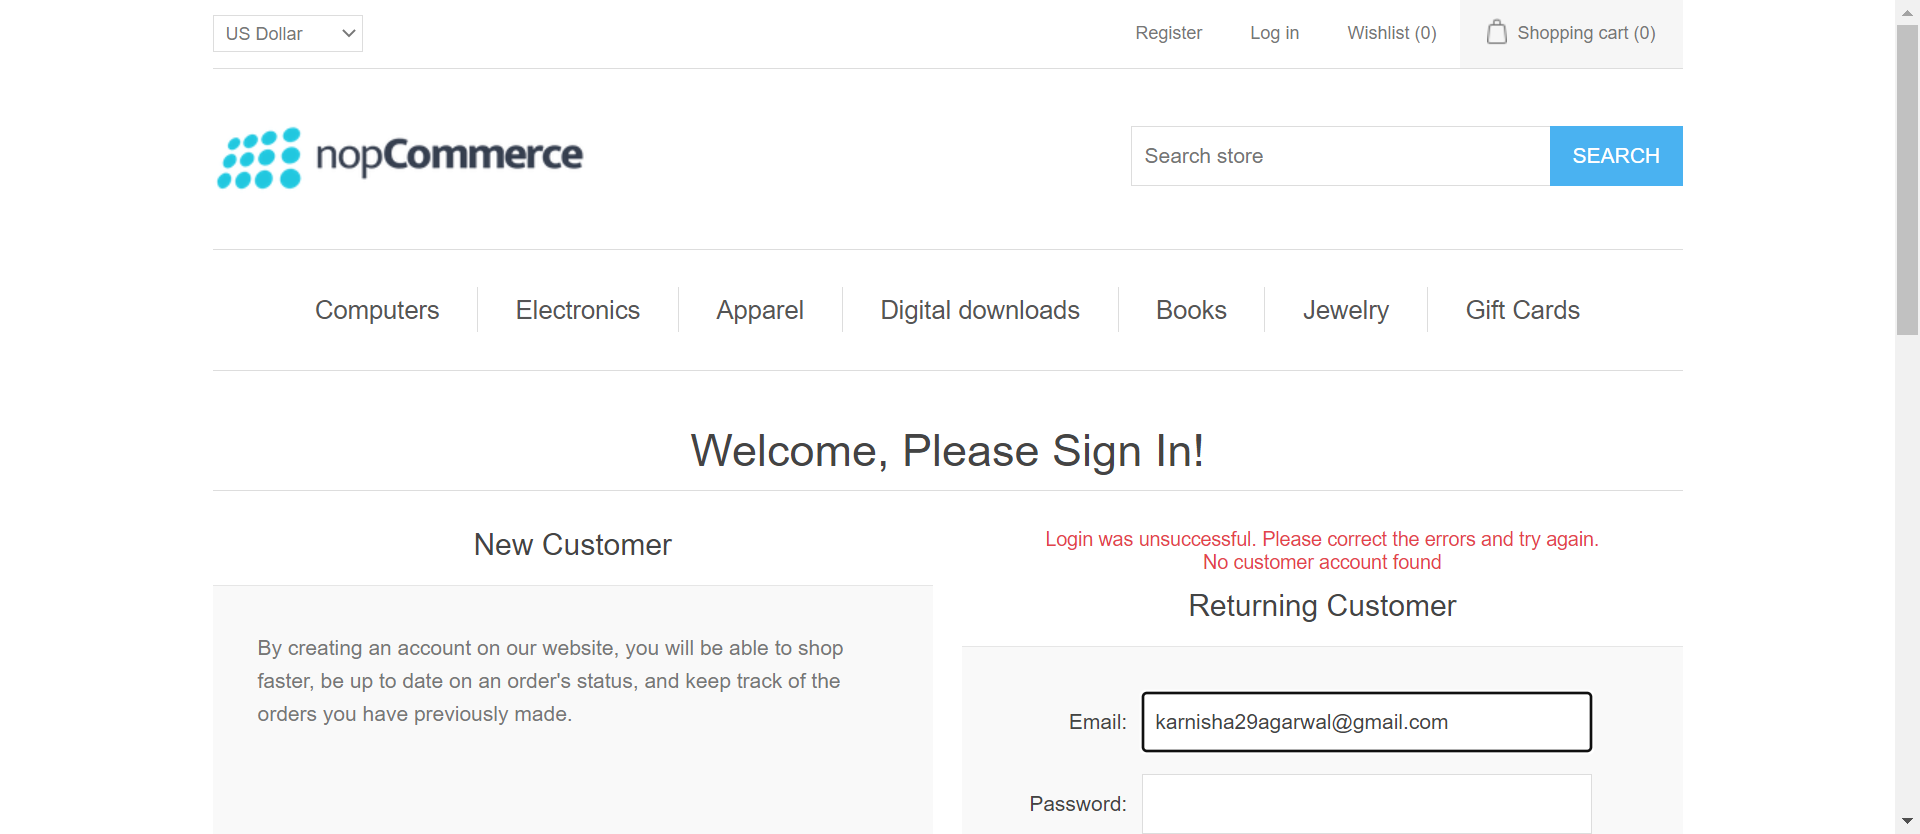 US Dollar
Register
Log in
Wishlist (0)
Shopping cart (0)
nopCommerce
Search store
SEARCH
Computers
Electronics
Apparel
Digital downloads
Books
Jewelry
Gift Cards
Welcome, Please Sign In!
New Customer
By creating an account on our website, you will be able to shop
faster, be up to date on an order's status, and keep track of the
orders you have previously made.
Login was unsuccessful. Please correct the errors and try again.
No customer account found
Returning Customer
Email:
karnisha29agarwal@gmail.com
Password: